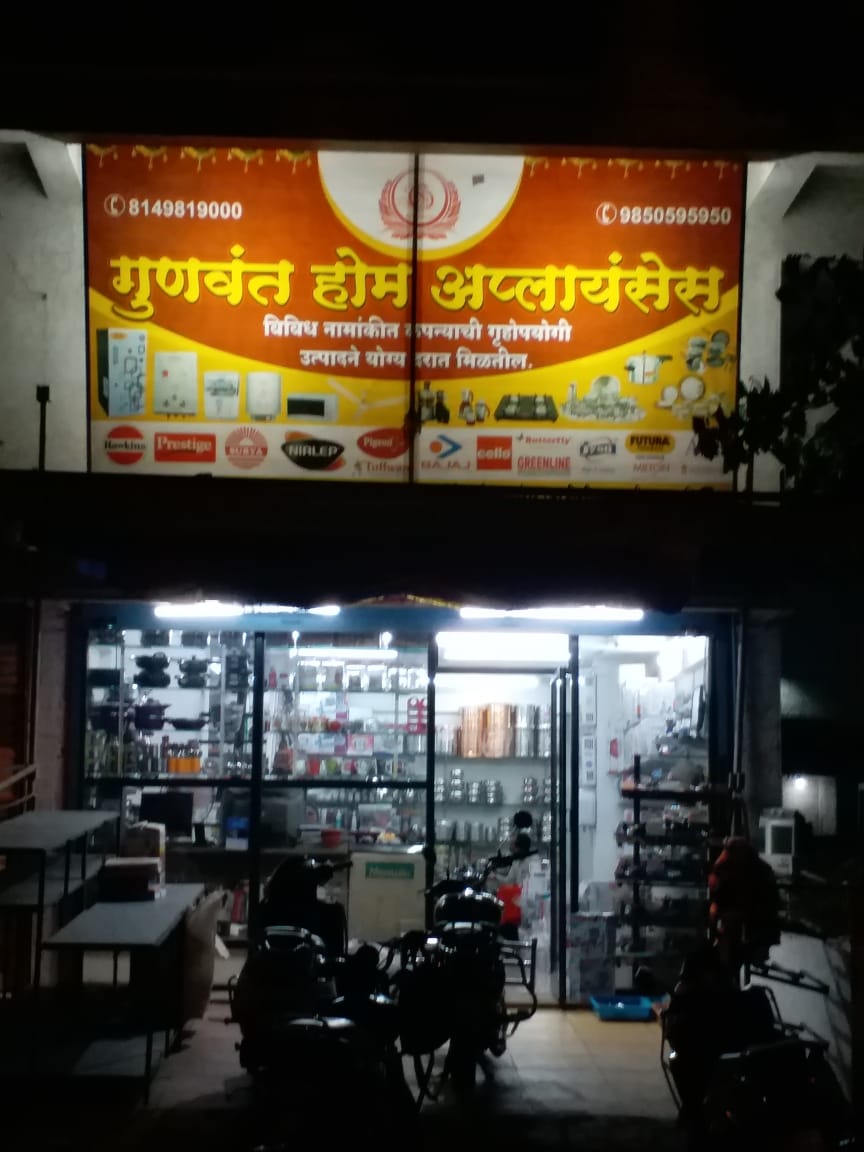 8149819000
9850595950
गुणवंत होम अप्लायंसेस
विविध नामांकीत कंपन्याची गृहोपयोगी
उत्पादने योग्य दरात मिळतील.
Hawkins
Prestige
SURYA
NIRLEP
Pigeon
BAJAJ
cello
Butterfly
GREENLINE
Jyoti
FUTURA